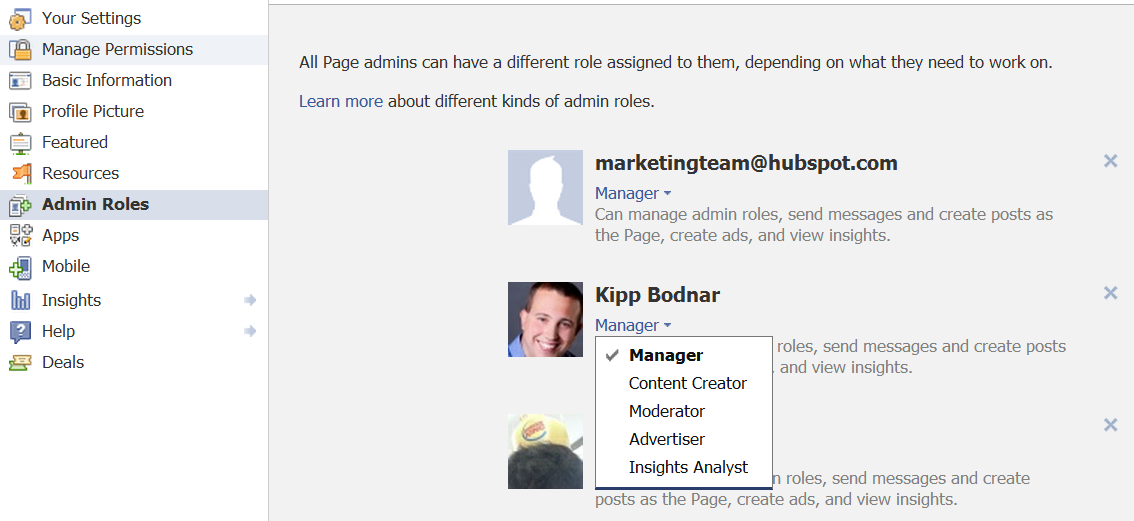 Your Settings
Manage Permissions
Basic Information
Profile Picture
Featured
Resources
Admin Roles
Apps
Mobile
Insights
Help
Deals
All Page admins can have a different role assigned to them, depending on what they need to work on.
Learn more about different kinds of admin roles.
marketingteam@hubspot.com
Manager
Can manage admin roles, send messages and create posts as
the Page, create ads, and view insights.
Kipp Bodnar
Manager
roles, send messages and create posts
, and view insights.
Manager
Content Creator
Moderator
Advertiser
Insights Analyst
n roles, send messages and create
posts as the Page, create ads, and view insights.